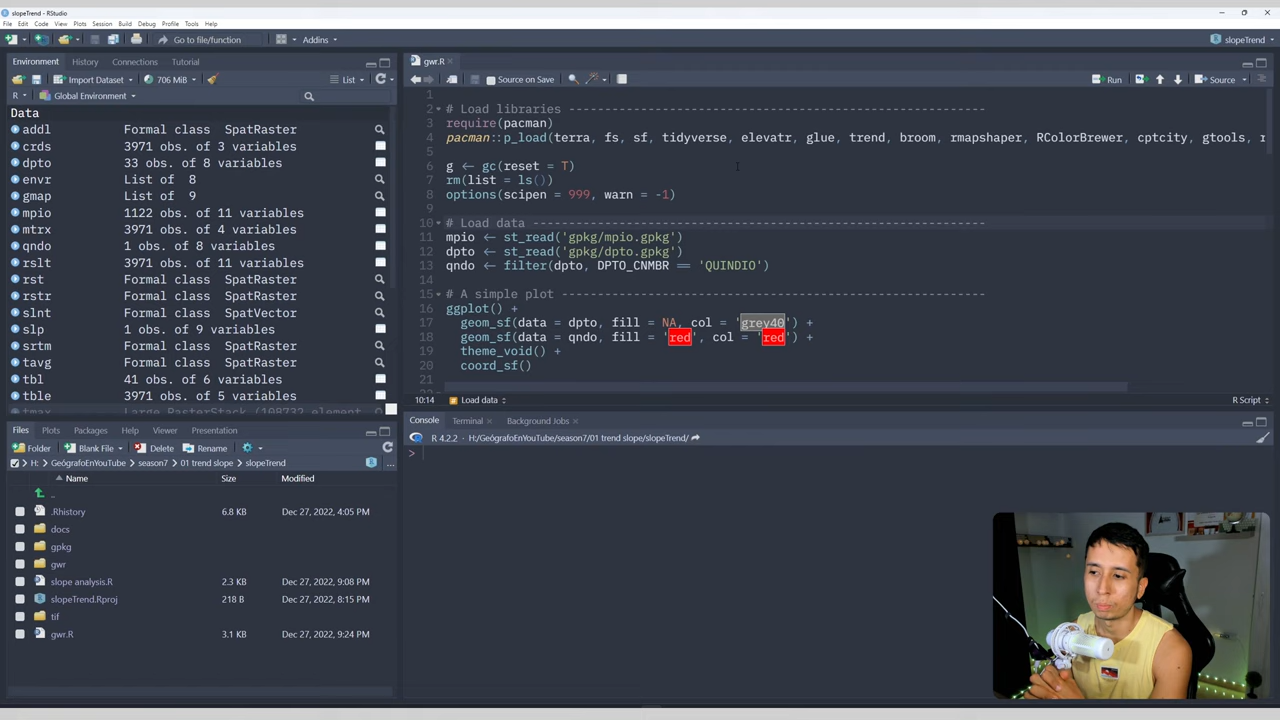 slopeTrend - RStudio
File Edit Code View Plots Session Build Debug Profile Tools Help
Go to file/function Addins slopeTrend
Environment History Connections Tutorial
Import Dataset 706 MiB List
R Global Environment
Data
addl Formal class SpatRaster
crds 3971 obs. of 3 variables
dpto 33 obs. of 8 variables
envr List of 8
gmap List of 9
mpio 1122 obs. of 11 variables
mtrx 3971 obs. of 4 variables
qndo 1 obs. of 8 variables
rslt 3971 obs. of 11 variables
rst Formal class SpatRaster
rstr Formal class SpatRaster
rstn Formal class SpatVector
slp 1 obs. of 9 variables
srtm Formal class SpatRaster
tavg Formal class SpatRaster
tbl 41 obs. of 6 variables
tble 3971 obs. of 5 variables
tmax Large RasterStack (108732 element
Files Plots Packages Help Viewer Presentation
Folder Blank File Delete Rename
H: GeógrafoEnYouTube season7 01 trend slope slopeTrend ...
Name Size Modified
..
.Rhistory 6.8 KB Dec 27, 2022, 4:05 PM
docs
gpkg
gwr
slope analysis.R 2.3 KB Dec 27, 2022, 9:08 PM
slopeTrend.Rproj 218 B Dec 27, 2022, 8:15 PM
tif
gwr.R 3.1 KB Dec 27, 2022, 9:24 PM
gwr.R
Source on Save Run Source
1
2 # Load libraries ----------------------------------------------------------
3 require(pacman)
4 pacman::p_load(terra, fs, sf, tidyverse, elevatr, glue, trend, broom, rmapshaper, RColorBrewer, cptcity, gtools, r
5
6 g ← gc(reset = T)
7 rm(list = ls())
8 options(scipen = 999, warn = -1)
9
10 # Load data ---------------------------------------------------------------
11 mpio ← st_read('gpkg/mpio.gpkg')
12 dpto ← st_read('gpkg/dpto.gpkg')
13 qndo ← filter(dpto, DPTO_CNMBR == 'QUINDIO')
14
15 # A simple plot -----------------------------------------------------------
16 ggplot() +
17 geom_sf(data = dpto, fill = NA, col = 'grey40') +
18 geom_sf(data = qndo, fill = 'red', col = 'red') +
19 theme_void() +
20 coord_sf()
21
10:14 Load data R Script
Console Terminal Background Jobs
R 4.2.2 · H:/GeógrafoEnYouTube/season7/01 trend slope/slopeTrend/
>